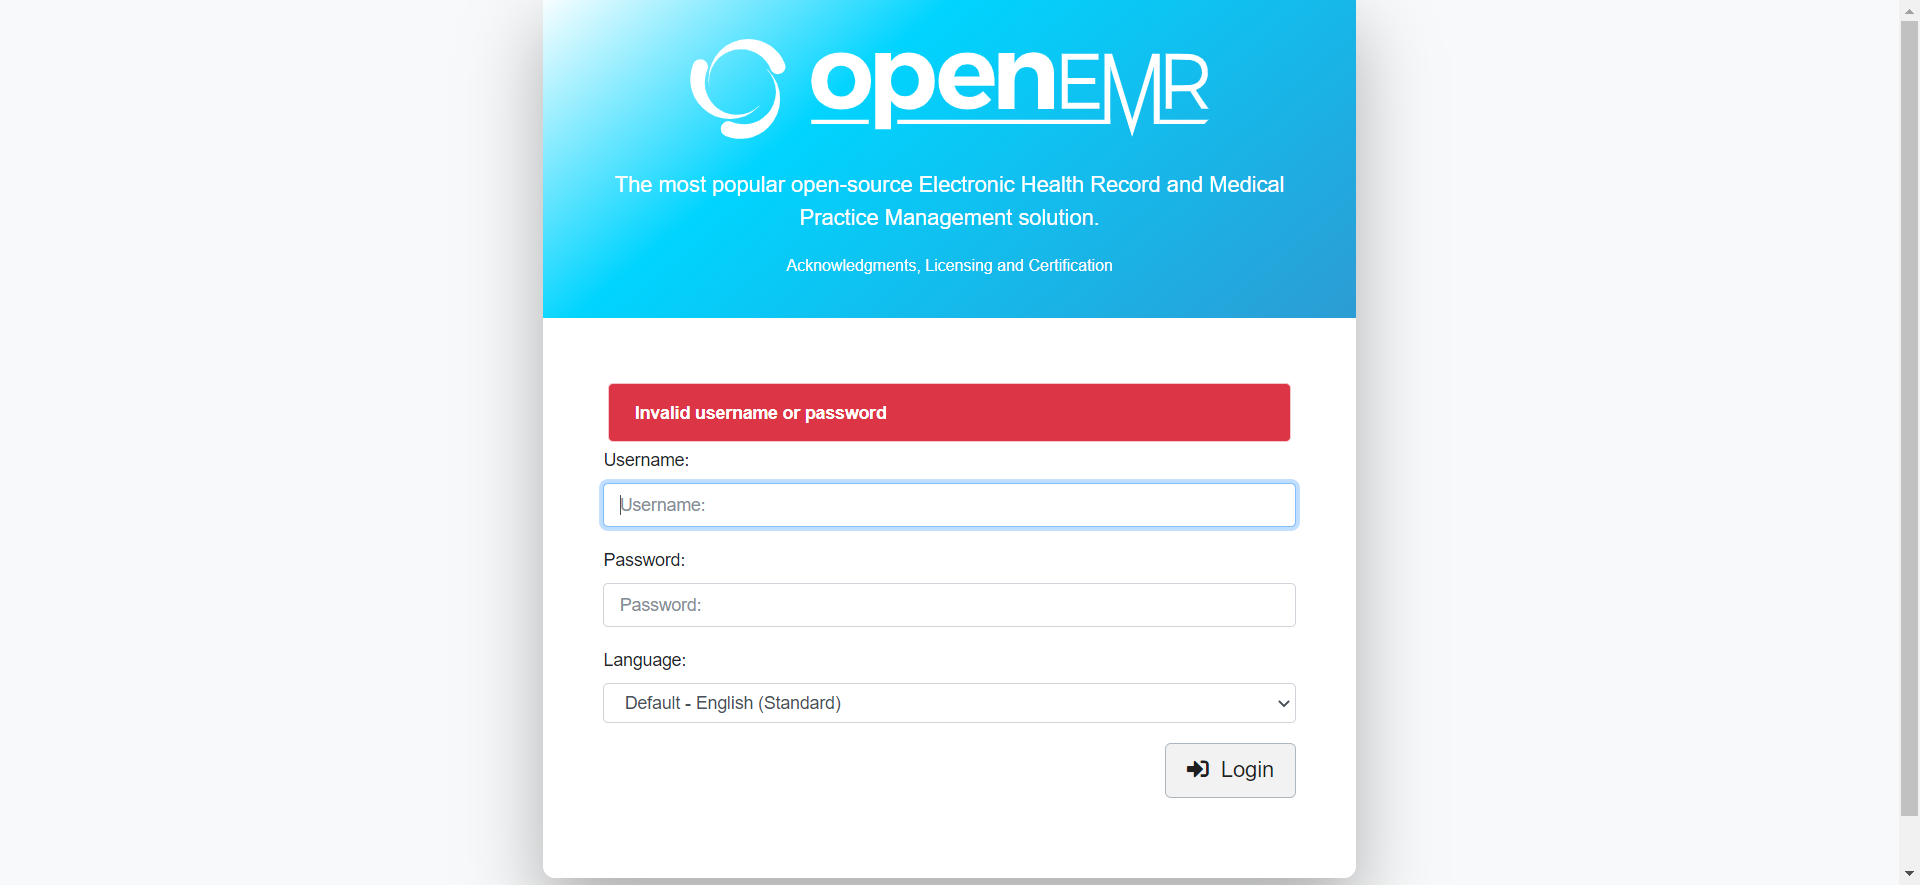 openEMR
The most popular open-source Electronic Health Record and Medical
Practice Management solution.
Acknowledgments, Licensing and Certification
Invalid username or password
Username:
Username:
Password:
Password:
Language:
Default - English (Standard)
Login